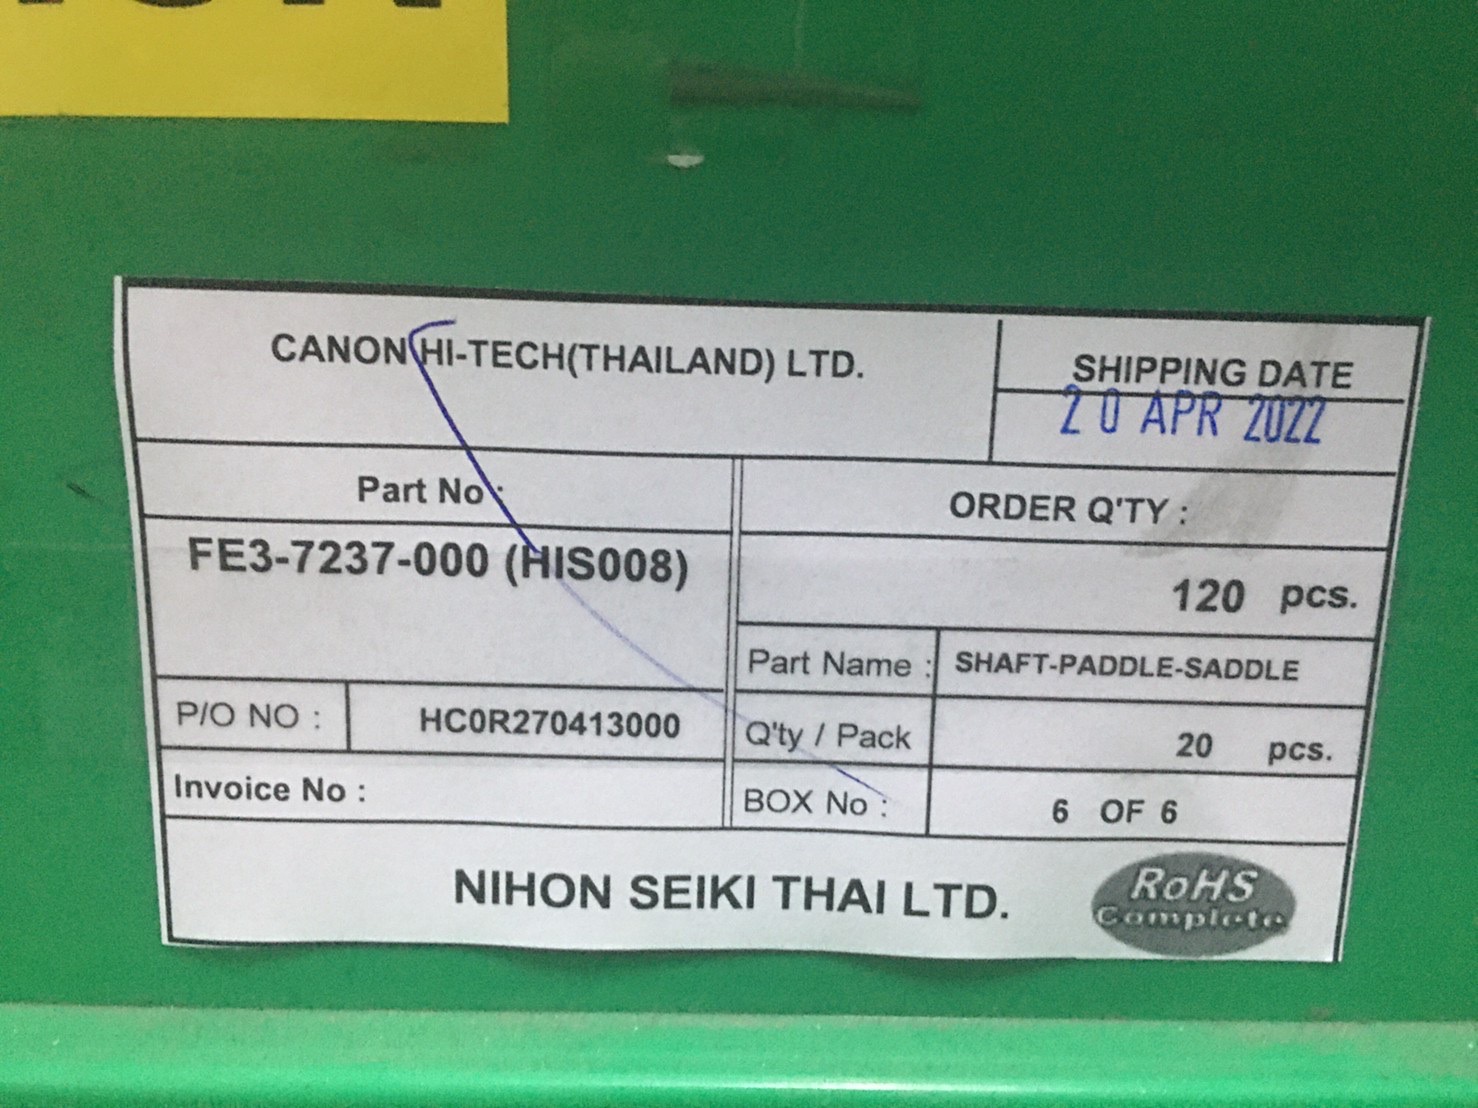 CANON HI-TECH(THAILAND) LTD.
SHIPPING DATE
20 APR 2022
Part No :
ORDER Q'TY :
FE3-7237-000 (HIS008)
120 pcs.
Part Name : SHAFT-PADDLE-SADDLE
P/O NO : HC0R270413000
Q'ty / Pack 20 pcs.
Invoice No :
BOX No : 6 OF 6
NIHON SEIKI THAI LTD.
RoHS
Complete